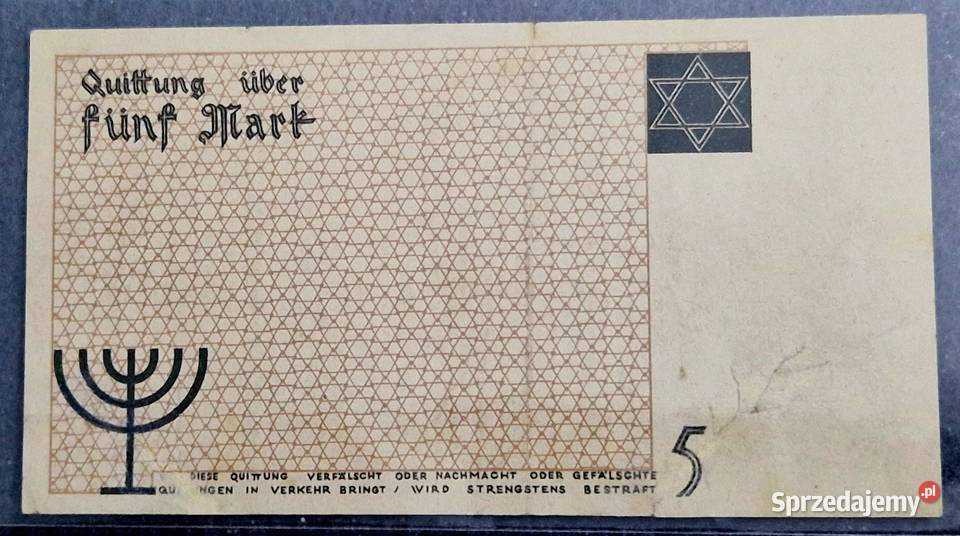 Quittung über
fünf Mark
DIESE QUITTUNG VERFÄLSCHT ODER NACHMACHT ODER GEFÄLSCHTE
IN VERKEHR BRINGT / WIRD STRENGSTENS BESTRAFT
5
Sprzedajemy.pl